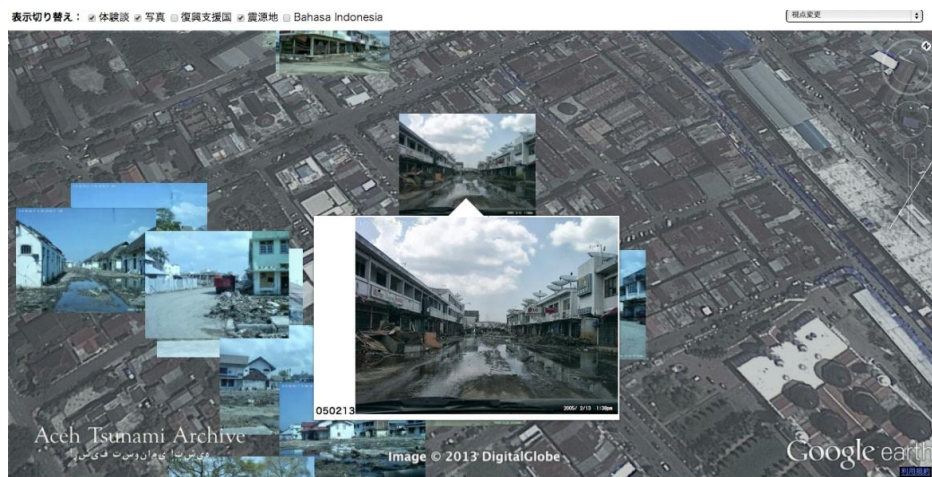 表示切り替え： 体験談 写真 復興支援国 震源地 Bahasa Indonesia
視点変更
050213
2005/ 2/13 1:38pm
Aceh Tsunami Archive
Image © 2013 DigitalGlobe
Google earth
利用規約